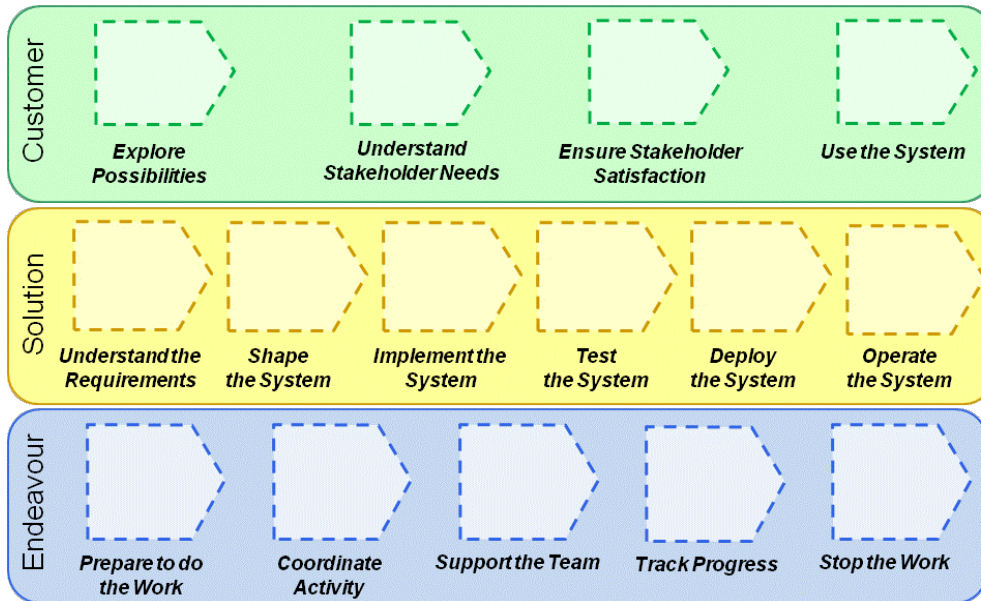 Customer
Explore
Possibilities
Understand
Stakeholder Needs
Ensure Stakeholder
Satisfaction
Use the System
Solution
Understand the
Requirements
Shape
the System
Implement the
System
Test
the System
Deploy
the System
Operate
the System
Endeavour
Prepare to do
the Work
Coordinate
Activity
Support the Team
Track Progress
Stop the Work